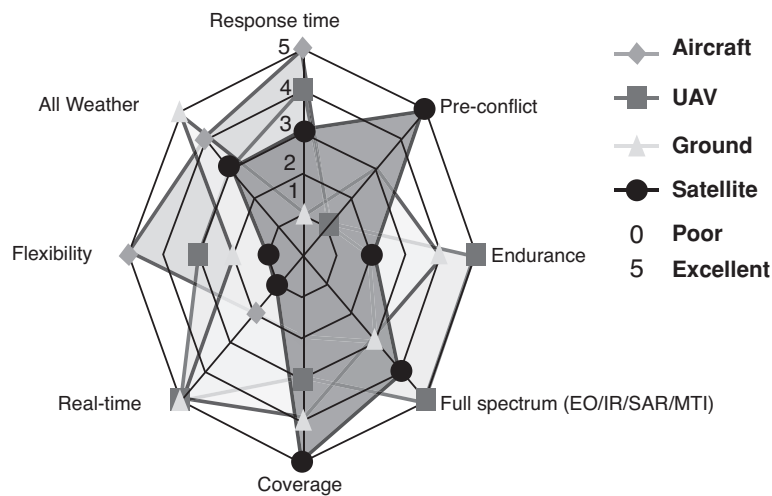 Response time
5
4
3
2
1
All Weather
Pre-conflict
Flexibility
Endurance
Real-time
Full spectrum (EO/IR/SAR/MTI)
Coverage
Aircraft
UAV
Ground
Satellite
0 Poor
5 Excellent